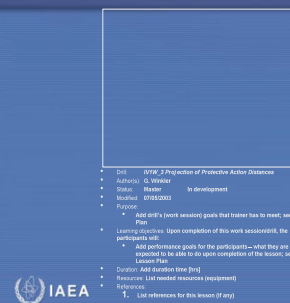 • Drill: IV1W_3 Projection of Protective Action Distances
• Author(s): G. Winkler
• Status: Master In development
• Modified: 07/05/2003
• Purpose:
• Add drill's (work session) goals that trainer has to meet; see
Plan
• Learning objectives: Upon completion of this work session/drill, the
participants will:
• Add performance goals for the participants— what they are
expected to be able to do upon completion of the lesson; see
Lesson Plan
• Duration: Add duration time [hrs]
• Resources: List needed resources (equipment)
• References:
1. List references for this lesson (if any)
IAEA